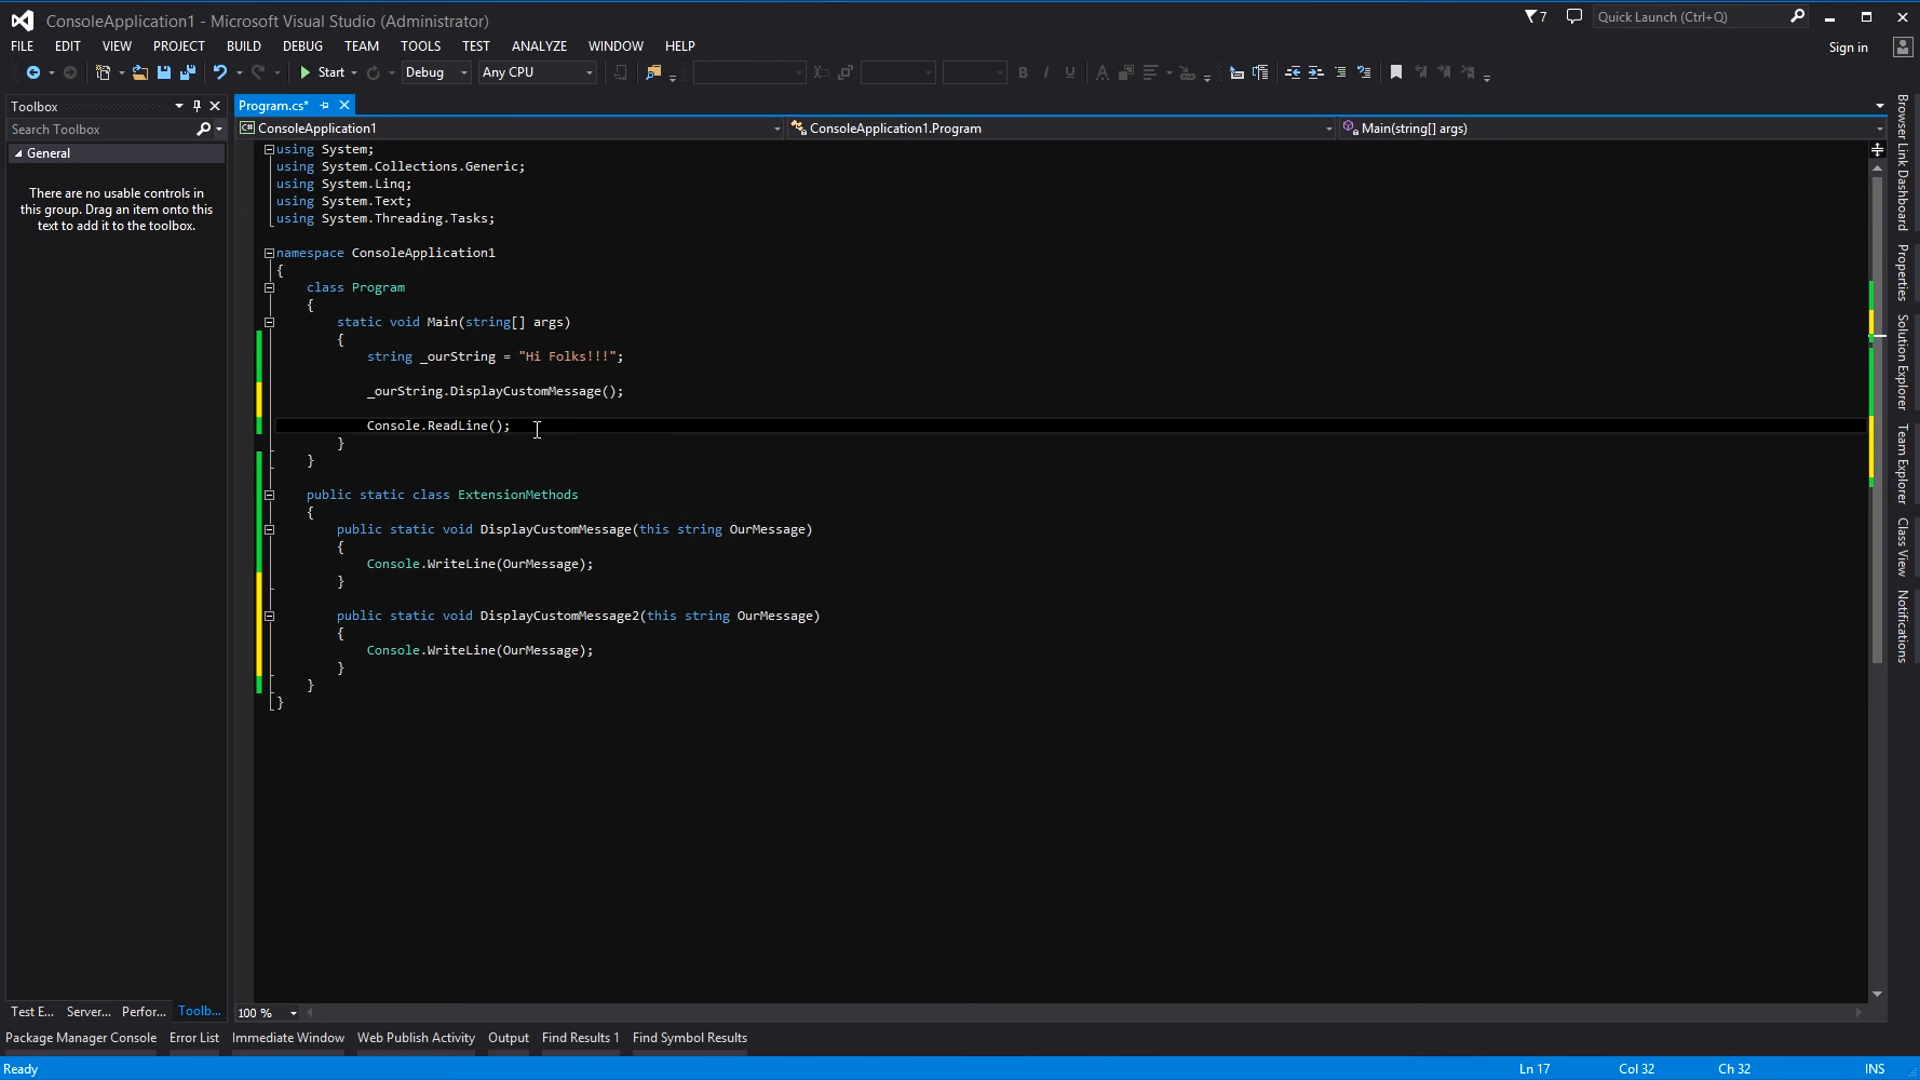 ConsoleApplication1 - Microsoft Visual Studio (Administrator)
7
Quick Launch (Ctrl+Q)
FILE EDIT VIEW PROJECT BUILD DEBUG TEAM TOOLS TEST ANALYZE WINDOW HELP
Sign in
Start Debug Any CPU
Toolbox
Search Toolbox
General
There are no usable controls in
this group. Drag an item onto this
text to add it to the toolbox.
Program.cs*
ConsoleApplication1 ConsoleApplication1.Program Main(string[] args)
using System;
using System.Collections.Generic;
using System.Linq;
using System.Text;
using System.Threading.Tasks;
namespace ConsoleApplication1
{
class Program
{
static void Main(string[] args)
{
string _ourString = "Hi Folks!!!";
_ourString.DisplayCustomMessage();
Console.ReadLine();
}
}
public static class ExtensionMethods
{
public static void DisplayCustomMessage(this string OurMessage)
{
Console.WriteLine(OurMessage);
}
public static void DisplayCustomMessage2(this string OurMessage)
{
Console.WriteLine(OurMessage);
}
}
}
Browser Link Dashboard
Properties
Solution Explorer
Team Explorer
Class View
Notifications
Test E... Server... Perfor... Toolb...
100 %
Package Manager Console Error List Immediate Window Web Publish Activity Output Find Results 1 Find Symbol Results
Ready Ln 17 Col 32 Ch 32 INS